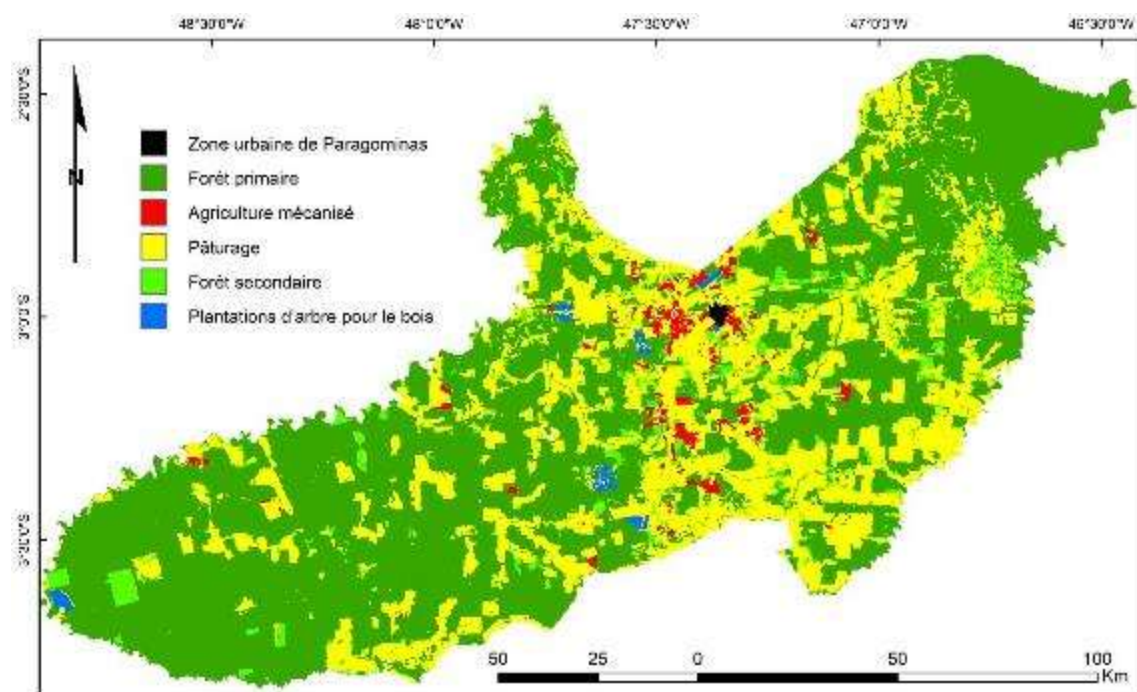 48°30'0"W 48°0'0"W 47°30'0"W 47°0'0"W 46°30'0"W
2°30'0"S
N
Zone urbaine de Paragominas
Forêt primaire
Agriculture mécanisé
Pâturage
Forêt secondaire
Plantations d'arbre pour le bois
3°0'0"S
3°30'0"S
50 25 0 50 100
Km